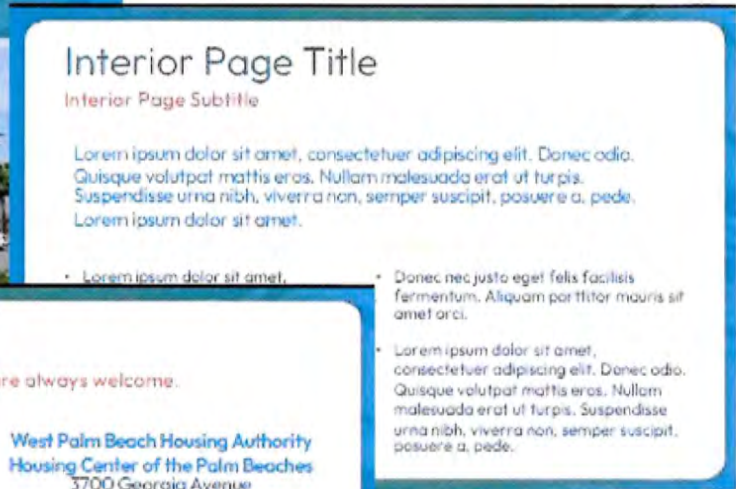 Interior Page Title
Interior Page Subtitle
Lorem ipsum dolor sit amet, consectetuer adipiscing elit. Donec odio.
Quisque volutpat mattis eros. Nullam malesuada erat ut turpis.
Suspendisse urna nibh, viverra non, semper suscipit, posuere a, pede.
Lorem ipsum dolor sit amet.
• Lorem ipsum dolor sit amet,
• Donec nec justo eget felis facilisis
fermentum. Aliquam porttitor mauris sit
amet orci.
• Lorem ipsum dolor sit amet,
consectetuer adipiscing elit. Donec odio.
Quisque volutpat mattis eros. Nullam
malesuada erat ut turpis. Suspendisse
urna nibh, viverra non, semper suscipit,
posuere a, pede.
re always welcome.
West Palm Beach Housing Authority
Housing Center of the Palm Beaches
3700 Georgia Avenue